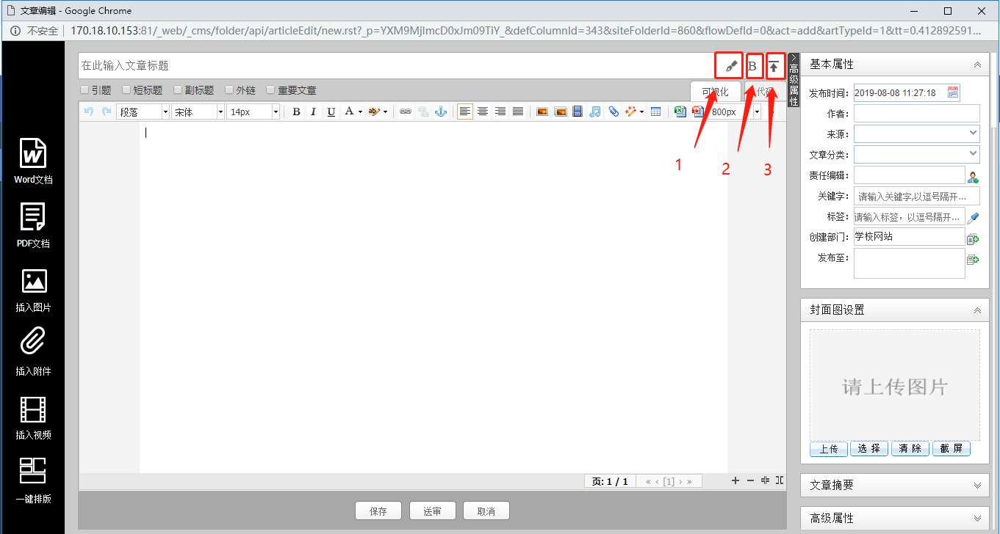 文章编辑 - Google Chrome
不安全 170.18.10.153:81/_web/_cms/folder/api/articleEdit/new.rst?_p=YXM9MjImcD0xJm09TiY_&defColumnId=343&siteFolderId=860&flowDefId=0&act=add&artTypeId=1&tt=0.412892591...
在此输入文章标题 B
引题 短标题 副标题 外链 重要文章 可视化 代码
段落 宋体 14px B I U A ab 800px
1 2 3
Word文档
PDF文档
插入图片
插入附件
插入视频
一键排版
页: 1 / 1 « ‹ [1] › »
保存 送审 取消
高级属性
基本属性
发布时间: 2019-08-08 11:27:18
作者:
来源:
文章分类:
责任编辑:
关键字: 请输入关键字,以逗号隔开...
标签: 请输入标签，以逗号隔开...
创建部门: 学校网站
发布至:
封面图设置
请上传图片
上传 选择 清除 截屏
文章摘要
高级属性